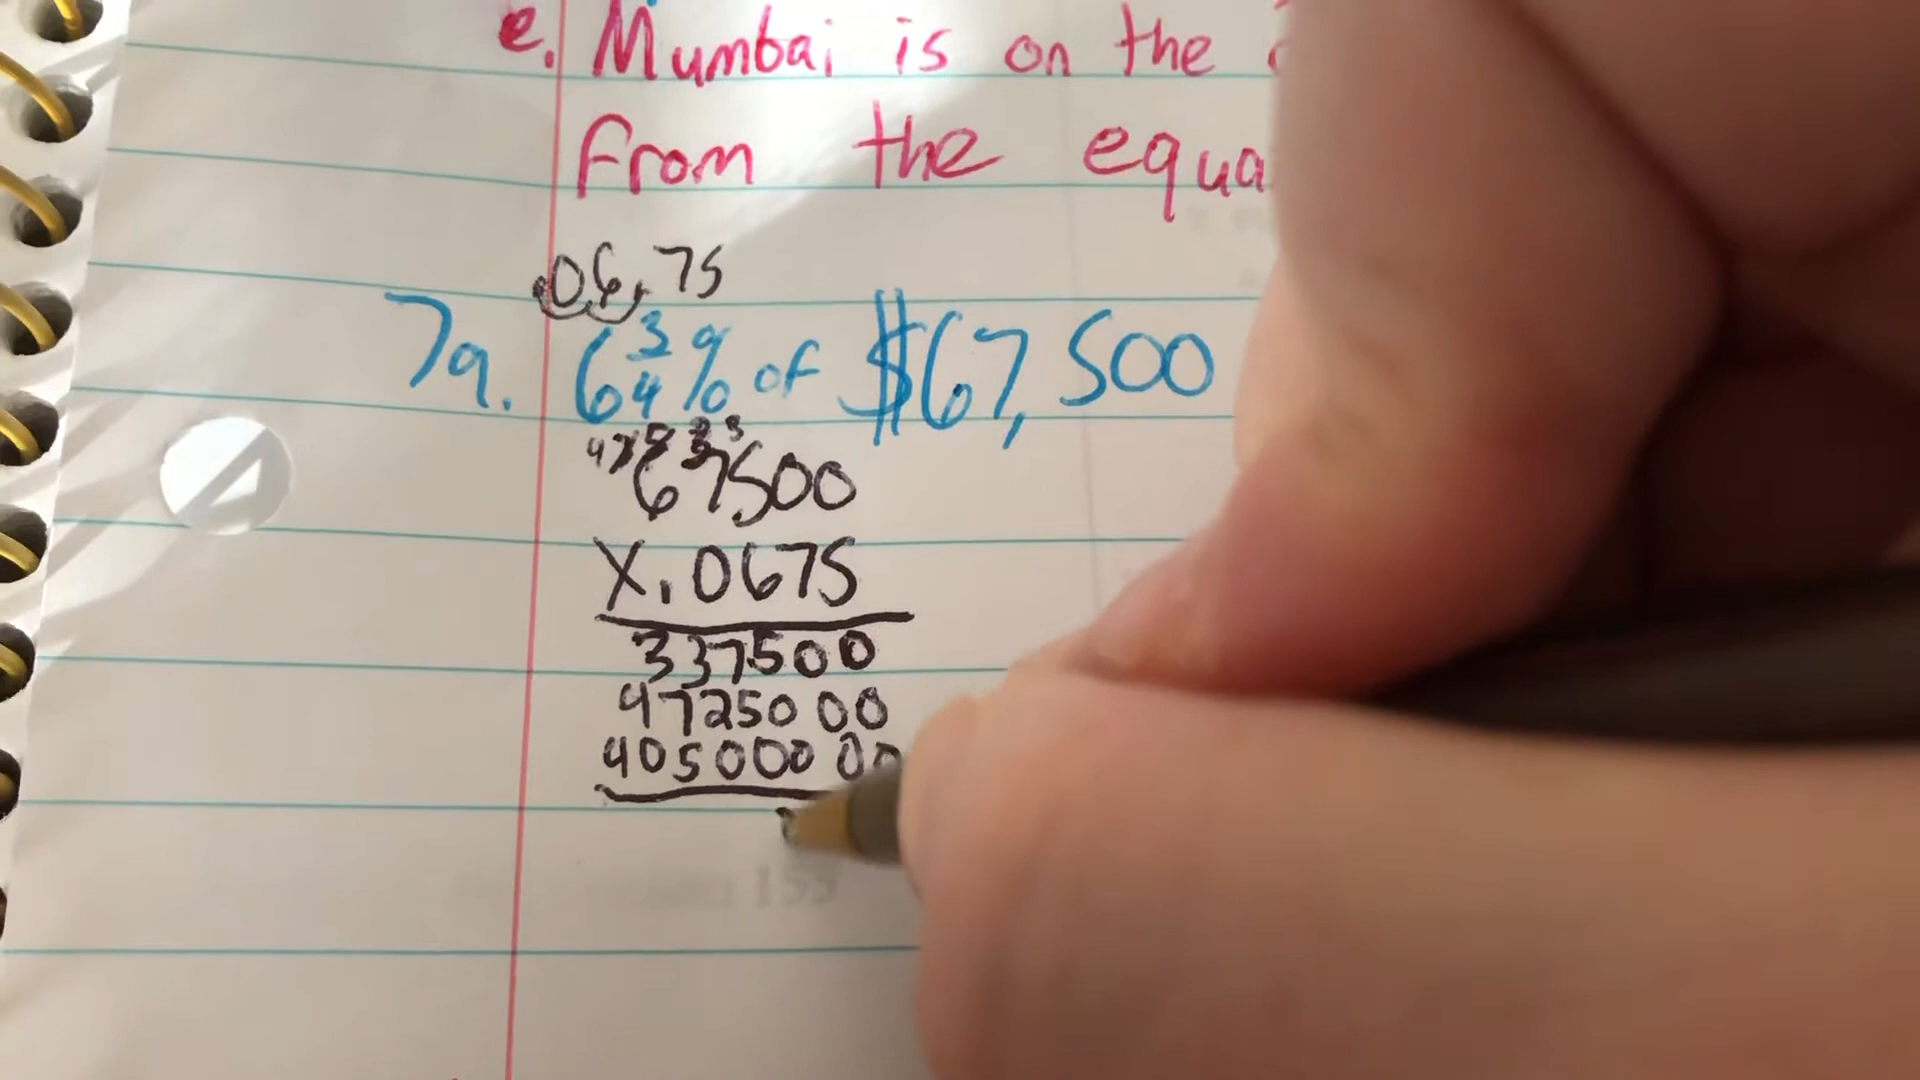 e. Mumbai is on the
from the equa
.06,75
7a. 6 3/4 % of $67,500
67500
X.0675
337500
4725000
40500000